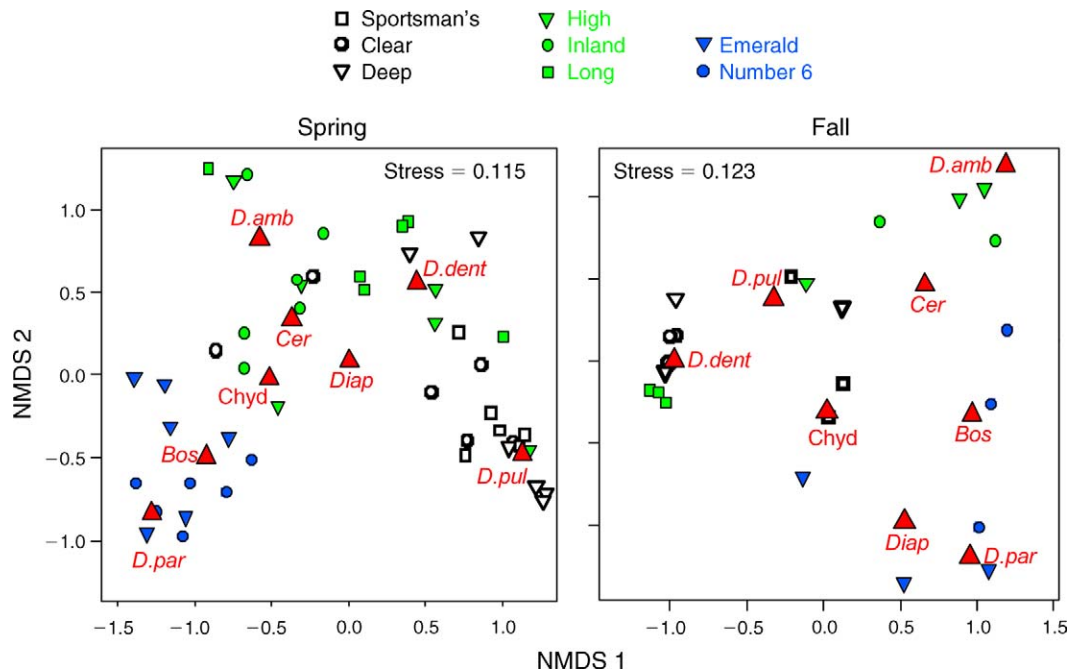 Sportsman's High
Clear Inland Emerald
Deep Long Number 6
Spring Fall
Stress = 0.115
Stress = 0.123
D.amb
D.dent
Cer
Diap
Chyd
Bos
D.pul
D.par
D.amb
D.pul
Cer
D.dent
Chyd
Bos
Diap
D.par
1.0
0.5
0.0
−0.5
−1.0
NMDS 2
−1.5 −1.0 −0.5 0.0 0.5 1.0
−1.0 −0.5 0.0 0.5 1.0 1.5
NMDS 1